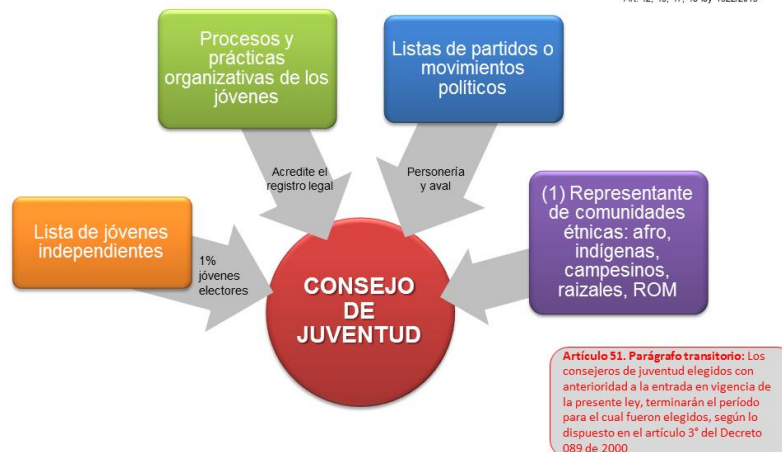 Procesos y
prácticas
organizativas de los
jóvenes
Listas de partidos o
movimientos
políticos
Acredite el
registro legal
Personería
y aval
Lista de jóvenes
independientes
1%
jóvenes
electores
(1) Representante
de comunidades
étnicas: afro,
indígenas,
campesinos,
raizales, ROM
CONSEJO
DE
JUVENTUD
Artículo 51. Parágrafo transitorio: Los
consejeros de juventud elegidos con
anterioridad a la entrada en vigencia de
la presente ley, terminarán el período
para el cual fueron elegidos, según lo
dispuesto en el artículo 3° del Decreto
089 de 2000